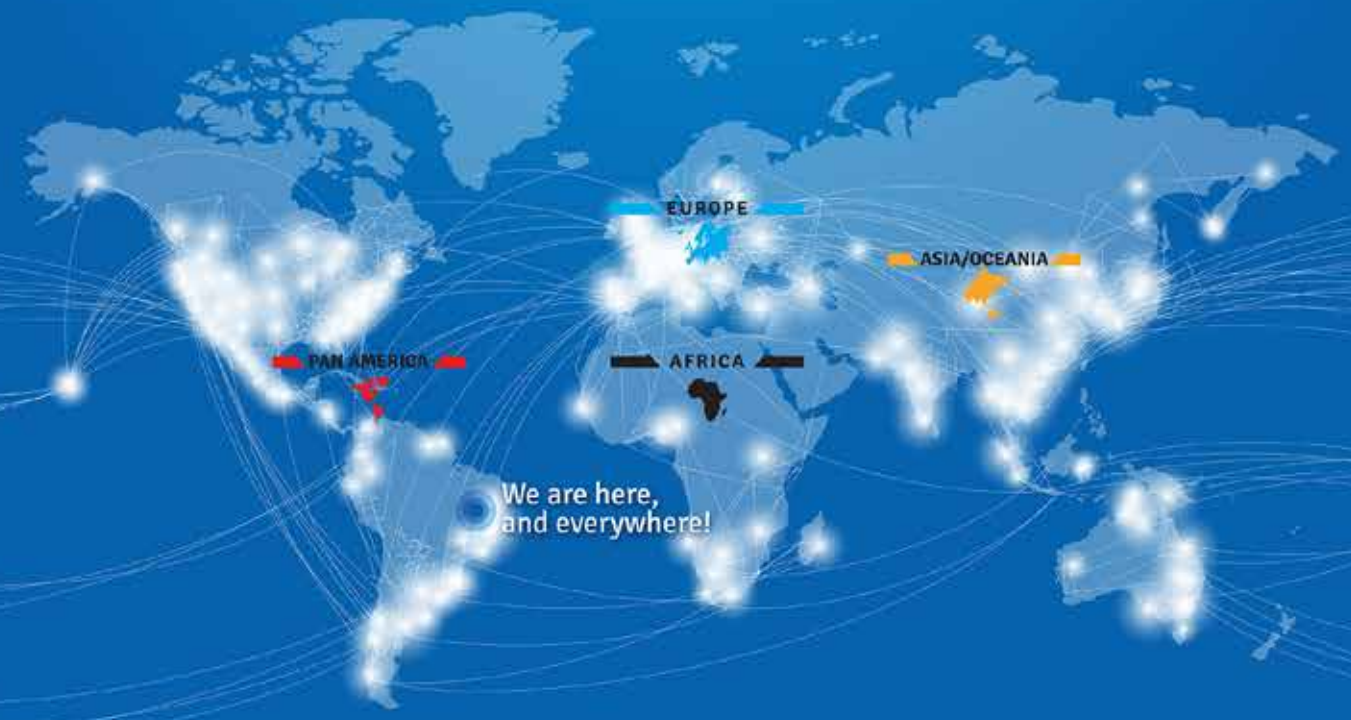 EUROPE
ASIA/OCEANIA
PAN AMERICA
AFRICA
We are here,
and everywhere!